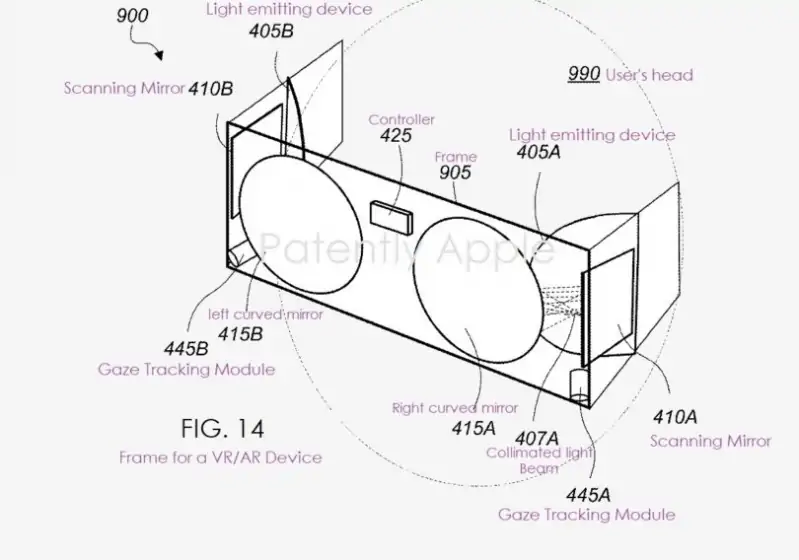 900
Light emitting device
405B
Scanning Mirror 410B
990 User's head
Controller
425
Frame
905
Light emitting device
405A
Patently Apple
left curved mirror
415B
445B
Gaze Tracking Module
Right curved mirror
415A
407A
Collimated light
Beam
410A
Scanning Mirror
445A
Gaze Tracking Module
FIG. 14
Frame for a VR/AR Device